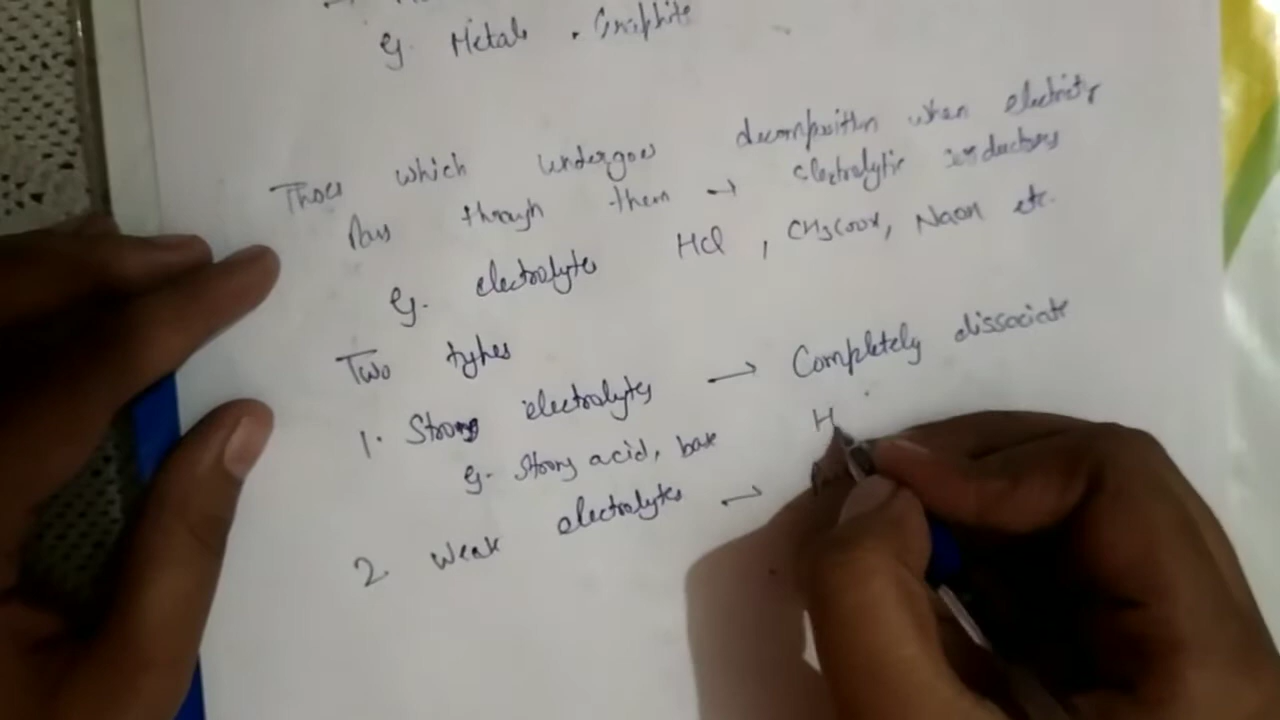 eg. Metals . Graphite
Those which undergoes decomposition when electricity
Pass through them → electrolytic conductors
eg. electrolytes HCl , CH3COOH, NaOH etc.
Two types
1. Strong electrolytes → Completely dissociate
eg. strong acid, base H
2. Weak electrolytes →